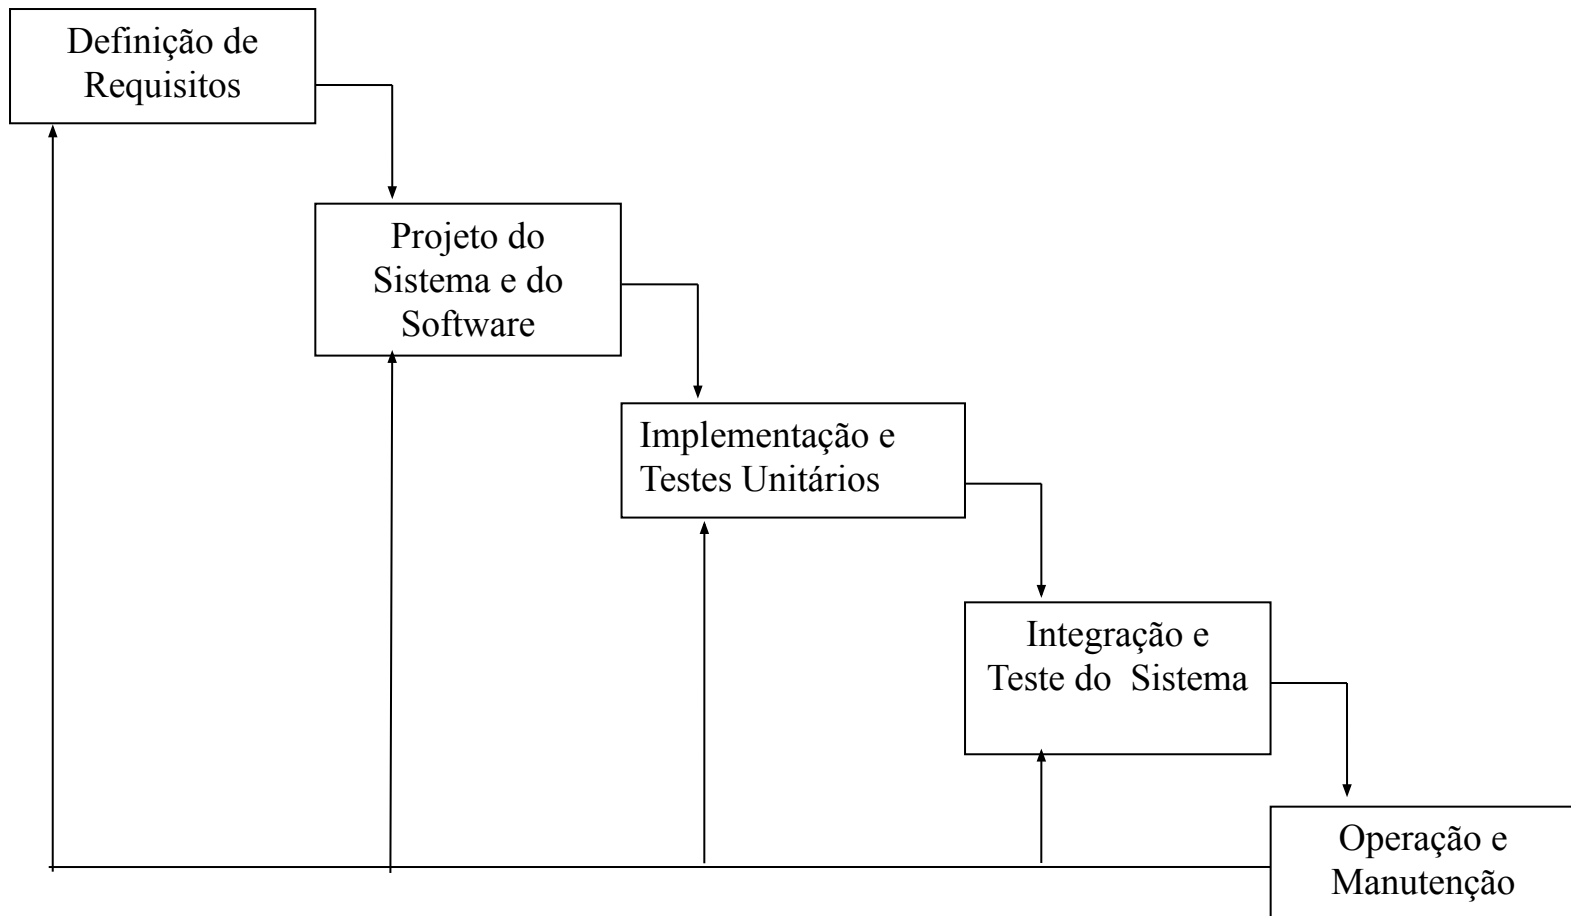 Definição de
Requisitos
Projeto do
Sistema e do
Software
Implementação e
Testes Unitários
Integração e
Teste do  Sistema
Operação e
Manutenção